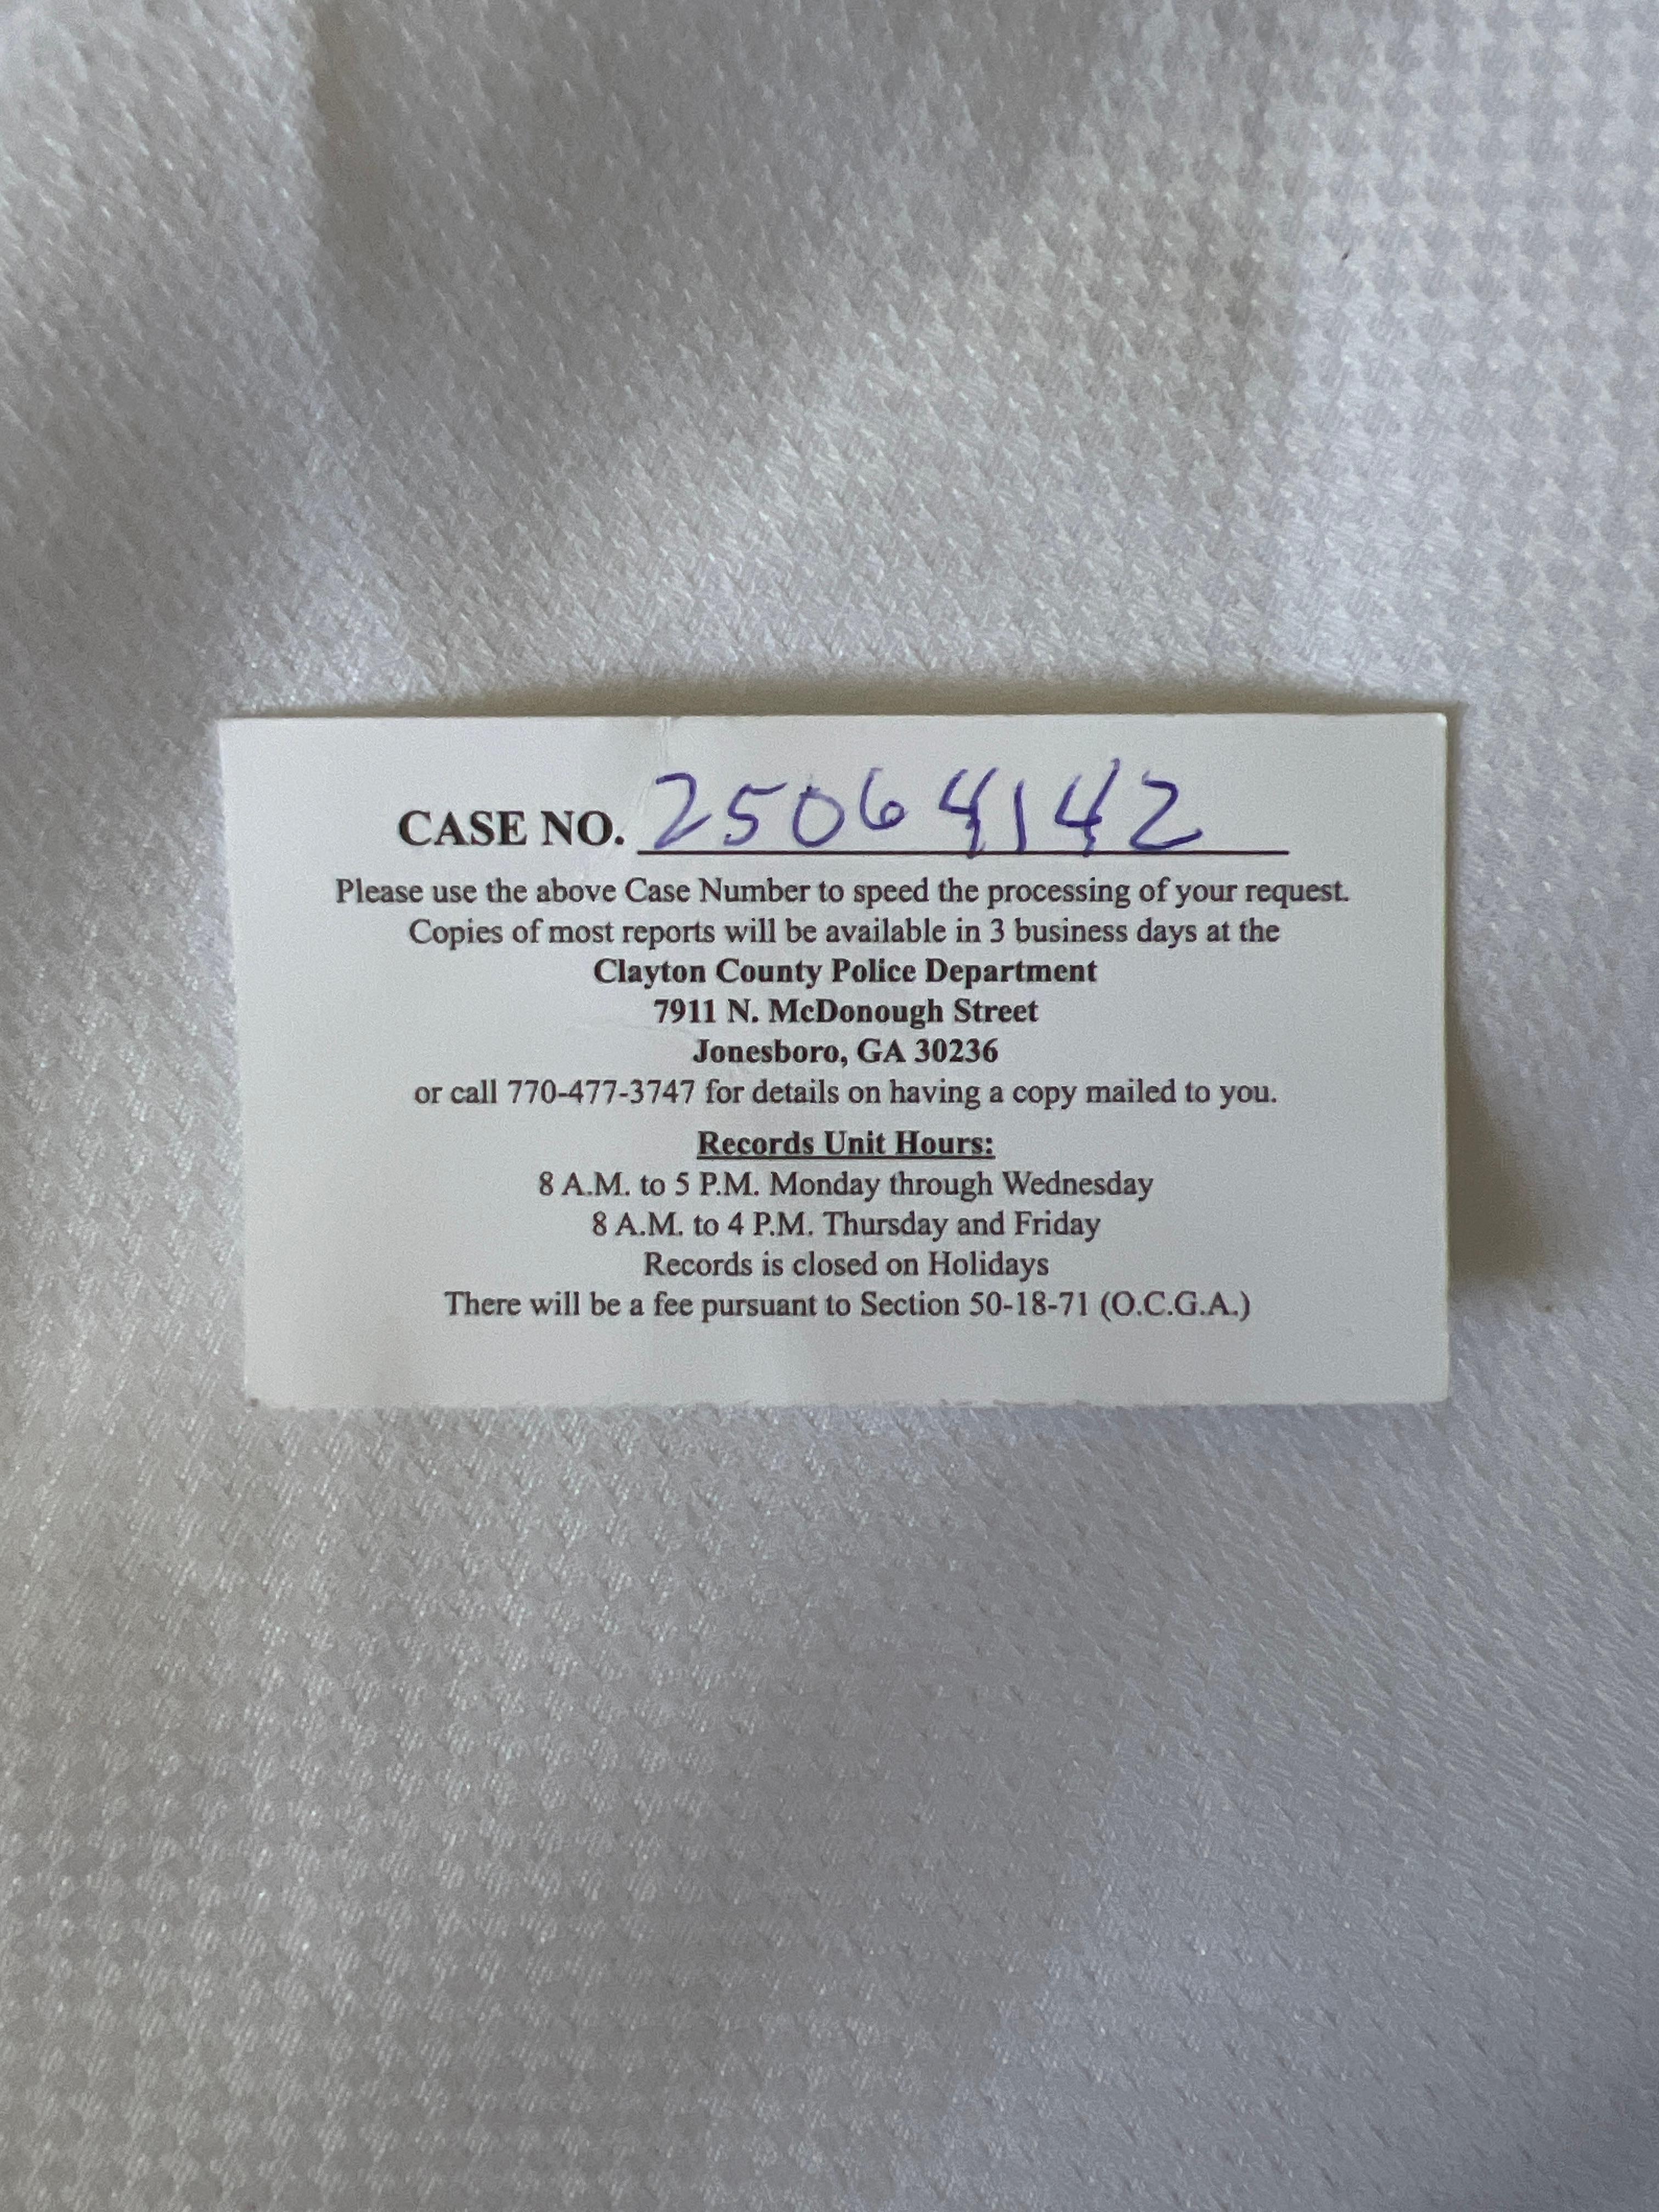 CASE NO. 25064142
Please use the above Case Number to speed the processing of your request.
Copies of most reports will be available in 3 business days at the
Clayton County Police Department
7911 N. McDonough Street
Jonesboro, GA 30236
or call 770-477-3747 for details on having a copy mailed to you.
Records Unit Hours:
8 A.M. to 5 P.M. Monday through Wednesday
8 A.M. to 4 P.M. Thursday and Friday
Records is closed on Holidays
There will be a fee pursuant to Section 50-18-71 (O.C.G.A.)